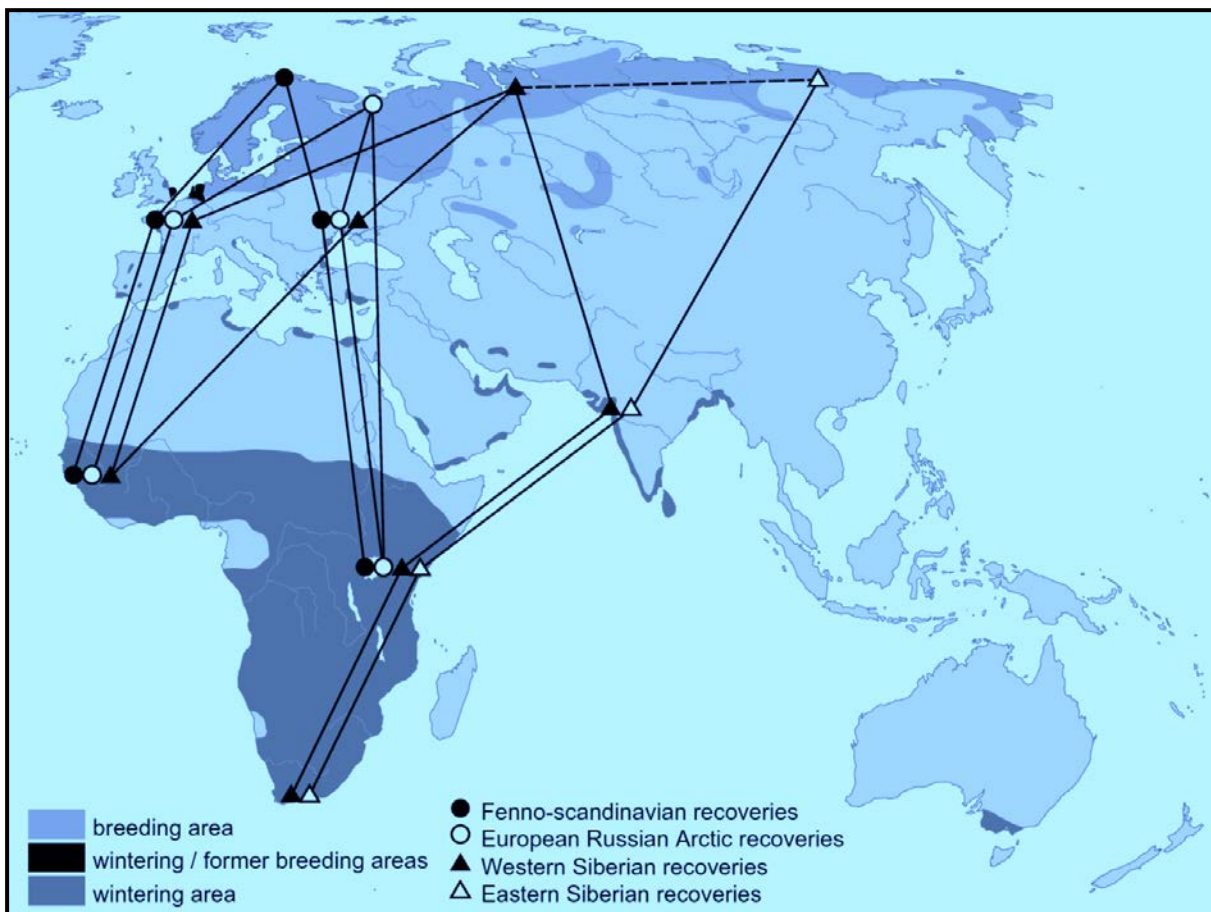 breeding area
wintering / former breeding areas
wintering area
Fenno-scandinavian recoveries
European Russian Arctic recoveries
Western Siberian recoveries
Eastern Siberian recoveries